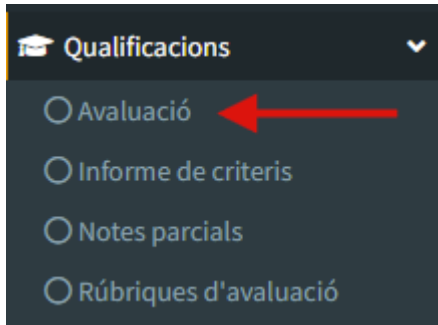 Qualificacions
Avaluació
Informe de criteris
Notes parcials
Rúbriques d'avaluació